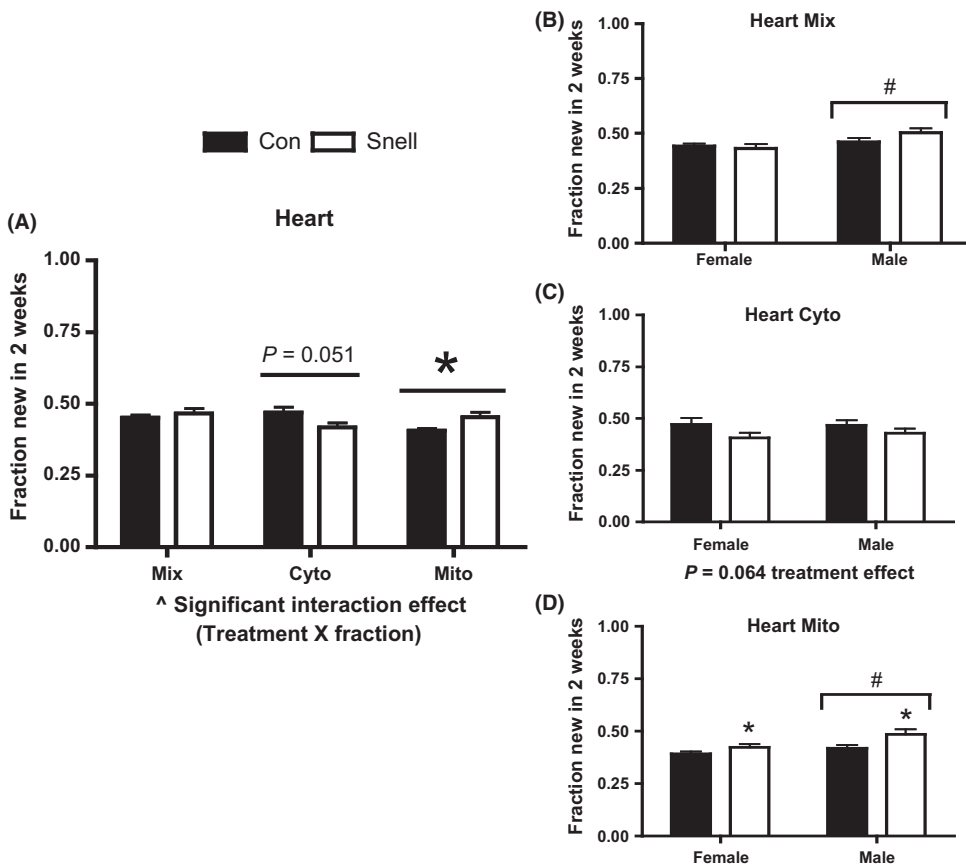 Con Snell
(A)
Heart
Fraction new in 2 weeks
1.00
0.75
0.50
0.25
0.00
P = 0.051
*
Mix Cyto Mito
^ Significant interaction effect
(Treatment X fraction)
(B)
Heart Mix
Fraction new in 2 weeks
1.00
0.75
0.50
0.25
0.00
#
Female Male
(C)
Heart Cyto
Fraction new in 2 weeks
1.00
0.75
0.50
0.25
0.00
Female Male
P = 0.064 treatment effect
(D)
Heart Mito
Fraction new in 2 weeks
1.00
0.75
0.50
0.25
0.00
#
* *
Female Male